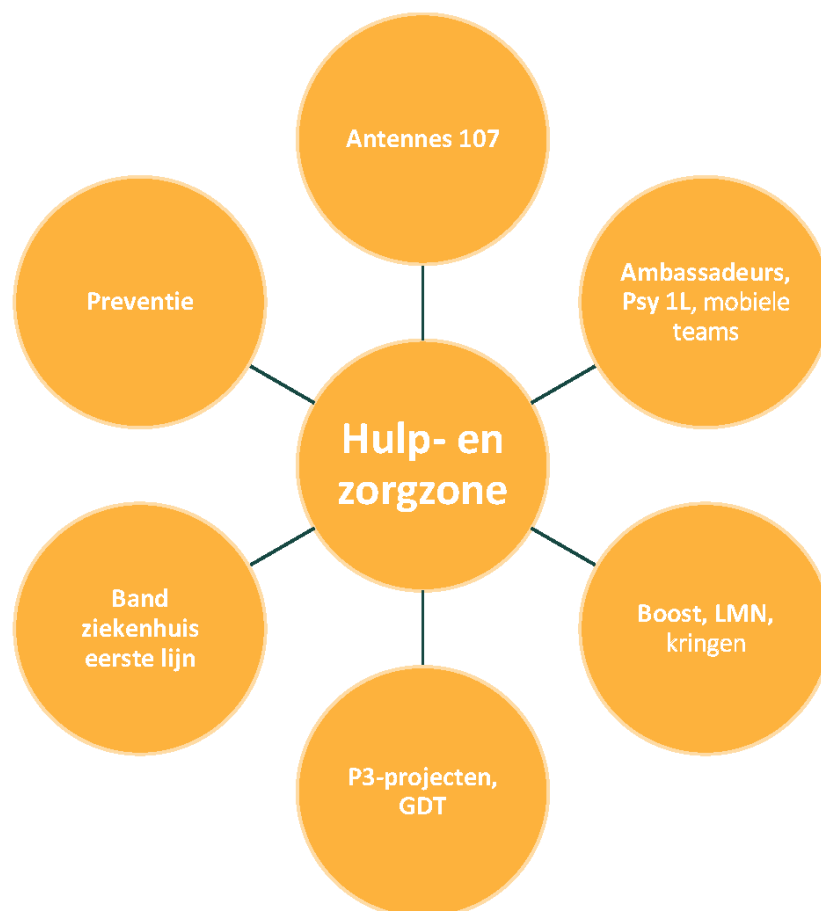 Antennes 107
Ambassadeurs,
Psy 1L, mobiele
teams
Preventie
Hulp- en
zorgzone
Band
ziekenhuis
eerste lijn
Boost, LMN,
kringen
P3-projecten,
GDT